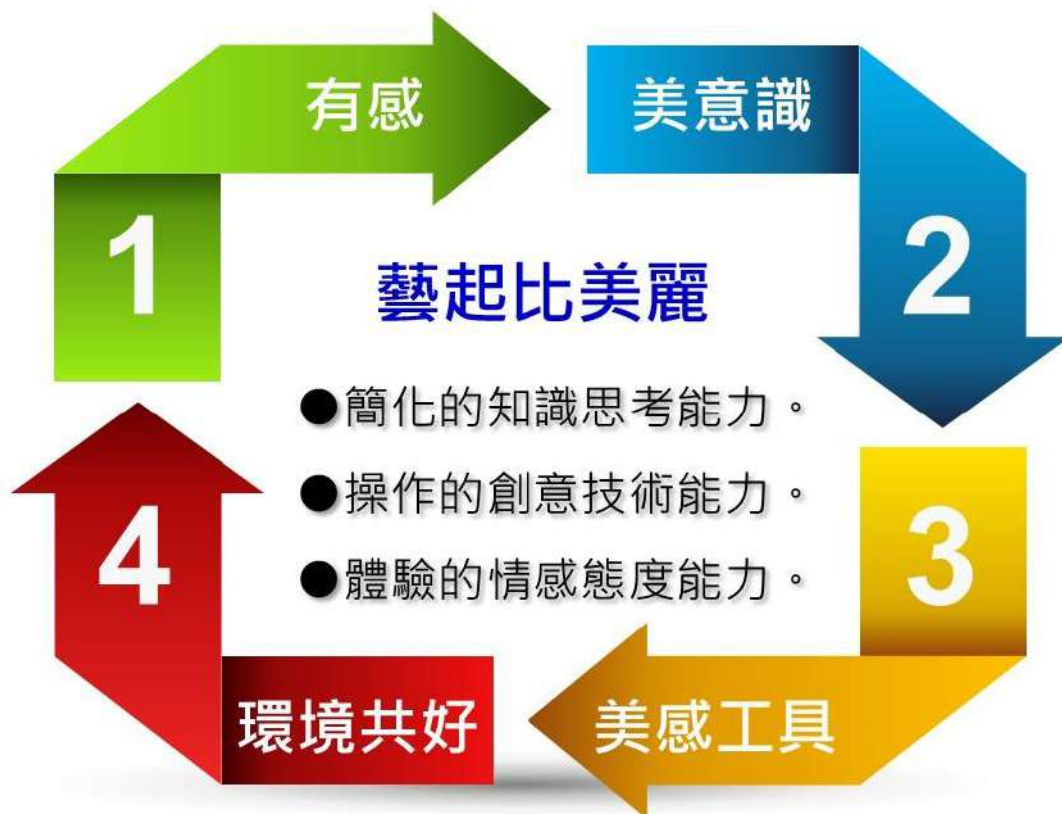 有感
美意識
1
2
藝起比美麗
●簡化的知識思考能力。
●操作的創意技術能力。
●體驗的情感態度能力。
4
3
環境共好
美感工具